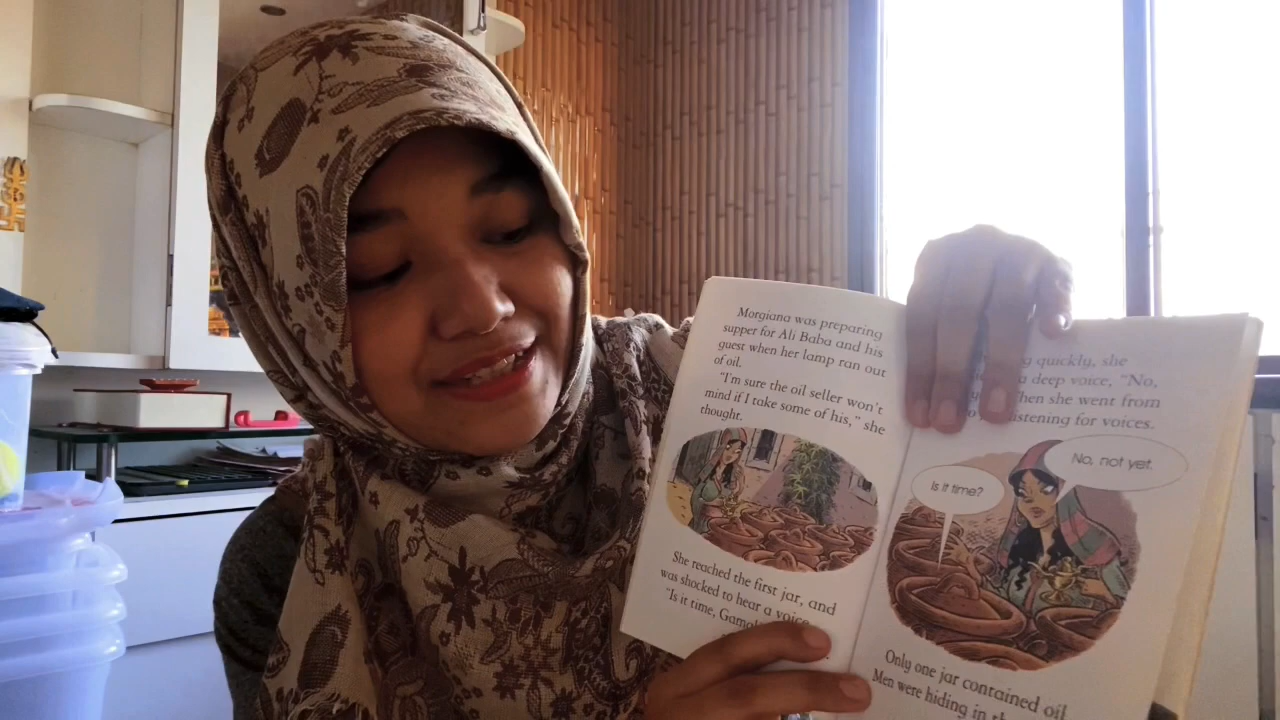 Morgiana was preparing
supper for Ali Baba and his
guest when her lamp ran out
of oil.
"I'm sure the oil seller won't
mind if I take some of his," she
thought.
She reached the first jar, and
was shocked to hear a voice.
"Is it time,
quickly, she
a deep voice, "No,
then she went from
listening for voices.
Is it time?
No, not yet.
Only one jar contained oil.
Men were hiding in